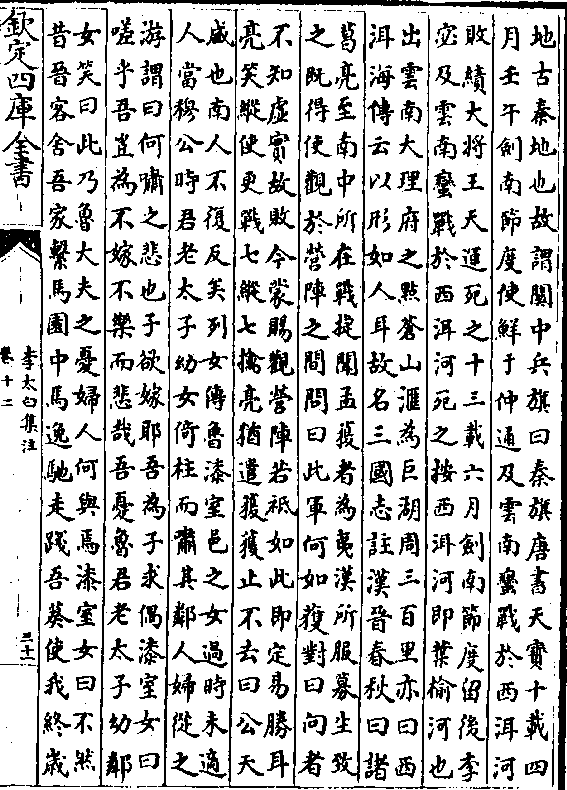 地古秦地也故謂關中兵旗曰秦旗唐書天寶十載四
月壬午劍南節度使鮮于仲通及雲南蠻戰於西洱河
敗績大將王天運死之十三載六月劍南節度留後李
宓及雲南蠻戰於西洱河死之按西洱河即葉榆河也
出雲南大理府之點蒼山滙為巨湖周三百里亦曰西
洱海傳云以形如人耳故名三國志註漢晉春秋曰諸
葛亮至南中所在戰捷聞孟獲者為夷漢所服募生致
之既得使觀於營陣之間問曰此軍何如獲對曰向者
不知虛實故敗今蒙賜觀營陣若祗如此即定易勝耳
亮笑縱使更戰七縱七擒亮猶遣獲獲止不去曰公天
威也南人不復反矣列女傳魯漆室邑之女過時未適
人當穆公時君老太子幼女倚柱而嘯其鄰人婦從之
游謂曰何嘯之悲也子欲嫁耶吾為子求偶漆室女曰
嗟乎吾豈為不嫁不樂而悲哉吾憂魯君老太子幼鄰
女笑曰此乃魯大夫之憂婦人何與焉漆室女曰不然
昔晉客舍吾家繫馬園中馬逸馳走踐吾葵使我終歲
欽定四庫全書
李太白集注
卷十二
三十一